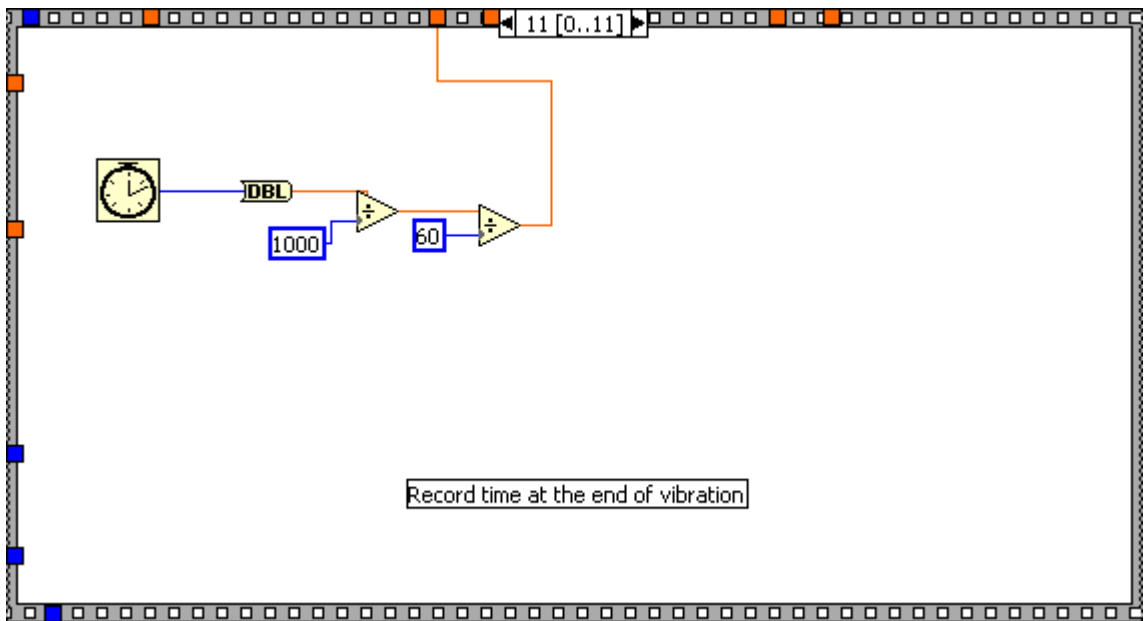 11 [0..11]
DBL
÷
÷
1000
60
Record time at the end of vibration